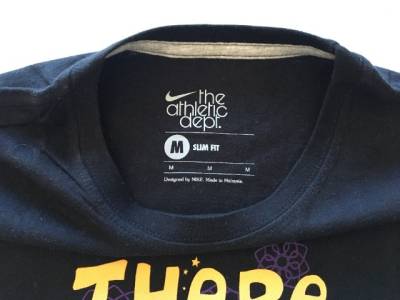 the
athletic
dept.
M SLIM FIT
M M M
Designed by NIKE. Made in Malaysia.
THERE